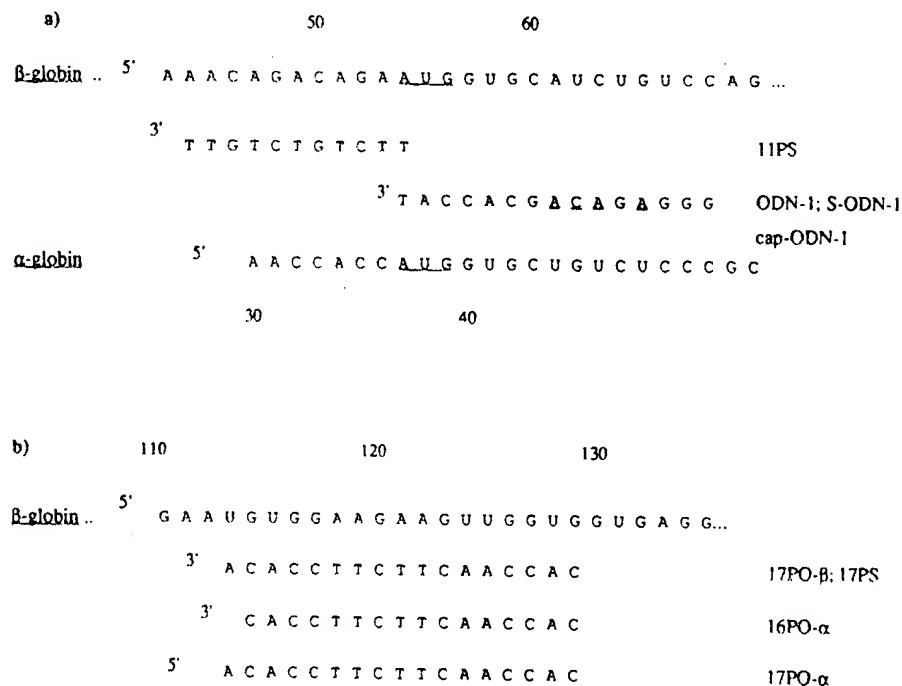 a) 50 60
β-globin .. 5' A A A C A G A C A G A A U G G U G C A U C U G U C C A G ...
3' T T G T C T G T C T T 11PS
3' T A C C A C G A C A G A G G G ODN-1; S-ODN-1
cap-ODN-1
α-globin 5' A A C C A C C A U G G U G C U G U C U C C C G C
30 40
b) 110 120 130
β-globin .. 5' G A A U G U G G A A G A A G U U G G U G G U G A G G...
3' A C A C C T T C T T C A A C C A C 17PO-β; 17PS
3' C A C C T T C T T C A A C C A C 16PO-α
5' A C A C C T T C T T C A A C C A C 17PO-α